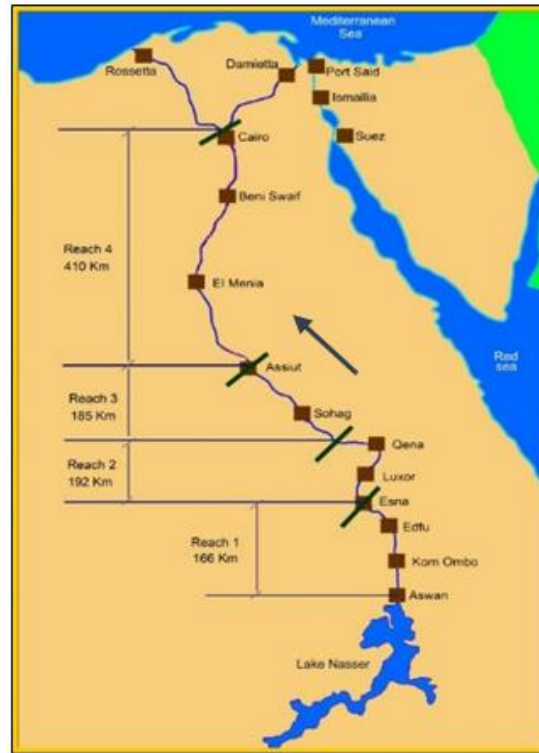 Mediterranean
Sea
Rossetta
Damietta
Port Said
Ismailia
Cairo
Suez
Beni Swaif
Reach 4
410 Km
El Menia
Red
sea
Assiut
Reach 3
185 Km
Sohag
Qena
Reach 2
192 Km
Luxor
Esna
Edfu
Reach 1
166 Km
Kom Ombo
Aswan
Lake Nasser